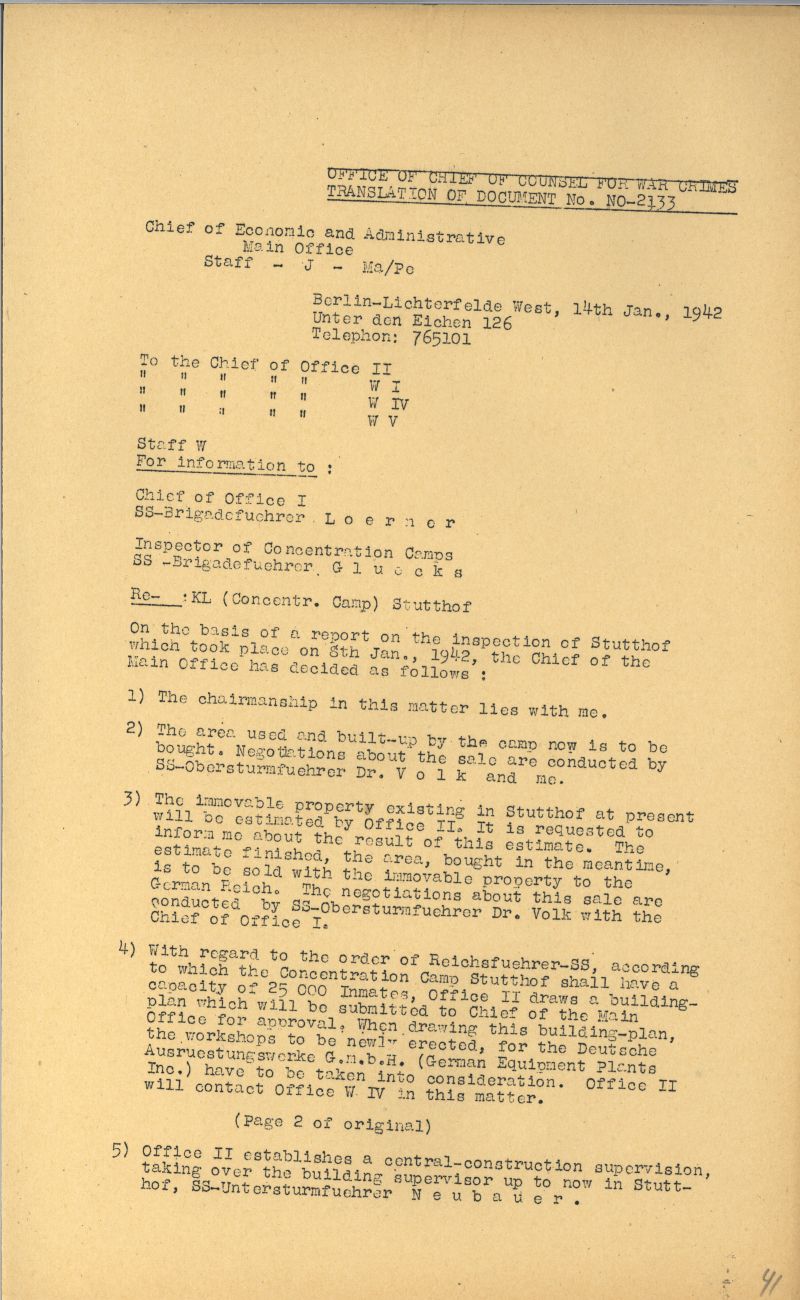 OFFICE OF CHIEF OF COUNSEL FOR WAR CRIMES
TRANSLATION OF DOCUMENT No. NO-2133
Chief of Economic and Administrative
Main Office
Staff - J - Ma/Pe
Berlin-Lichterfelde West, 14th Jan., 1942
Unter den Eichen 126
Telephon: 765101
To the Chief of Office II
" " " " " W I
" " " " " W IV
" " " " " W V
Staff W
For information to :
Chief of Office I
SS-Brigadefuehrer L o e r n e r
Inspector of Concentration Camps
SS -Brigadefuehrer. G l u e c k s
Re- :KL (Concentr. Camp) Stutthof
On the basis of a report on the inspection of Stutthof
which took place on 8th Jan., 1942, the Chief of the
Main Office has decided as follows :
1) The chairmanship in this matter lies with me.
2) The area used and built-up by the camp now is to be
bought. Negotiations about the sale are conducted by
SS-Obersturmfuehrer Dr. V o l k and me.
3) The immovable property existing in Stutthof at present
will be estimated by Office II. It is requested to
inform me about the result of this estimate. The
estimate finished, the area, bought in the meantime,
is to be sold with the immovable property to the
German Reich. The negotiations about this sale are
conducted by SS-Obersturmfuehrer Dr. Volk with the
Chief of Office I.
4) With regard to the order of Reichsfuehrer-SS, according
to which the Concentration Camp Stutthof shall have a
capacity of 25 000 Inmates, Office II draws a building-
plan which will be submitted to Chief of the Main
Office for approval. When drawing this building-plan,
the workshops to be newly erected, for the Deutsche
Ausruestungswerke G.m.b.H. (German Equipment Plants
Inc.) have to be taken into consideration. Office II
will contact Office W IV in this matter.
(Page 2 of original)
5) Office II establishes a central-construction supervision,
taking over the building supervisor up to now in Stutt-
hof, SS-Untersturmfuehrer N e u b a u e r .
41